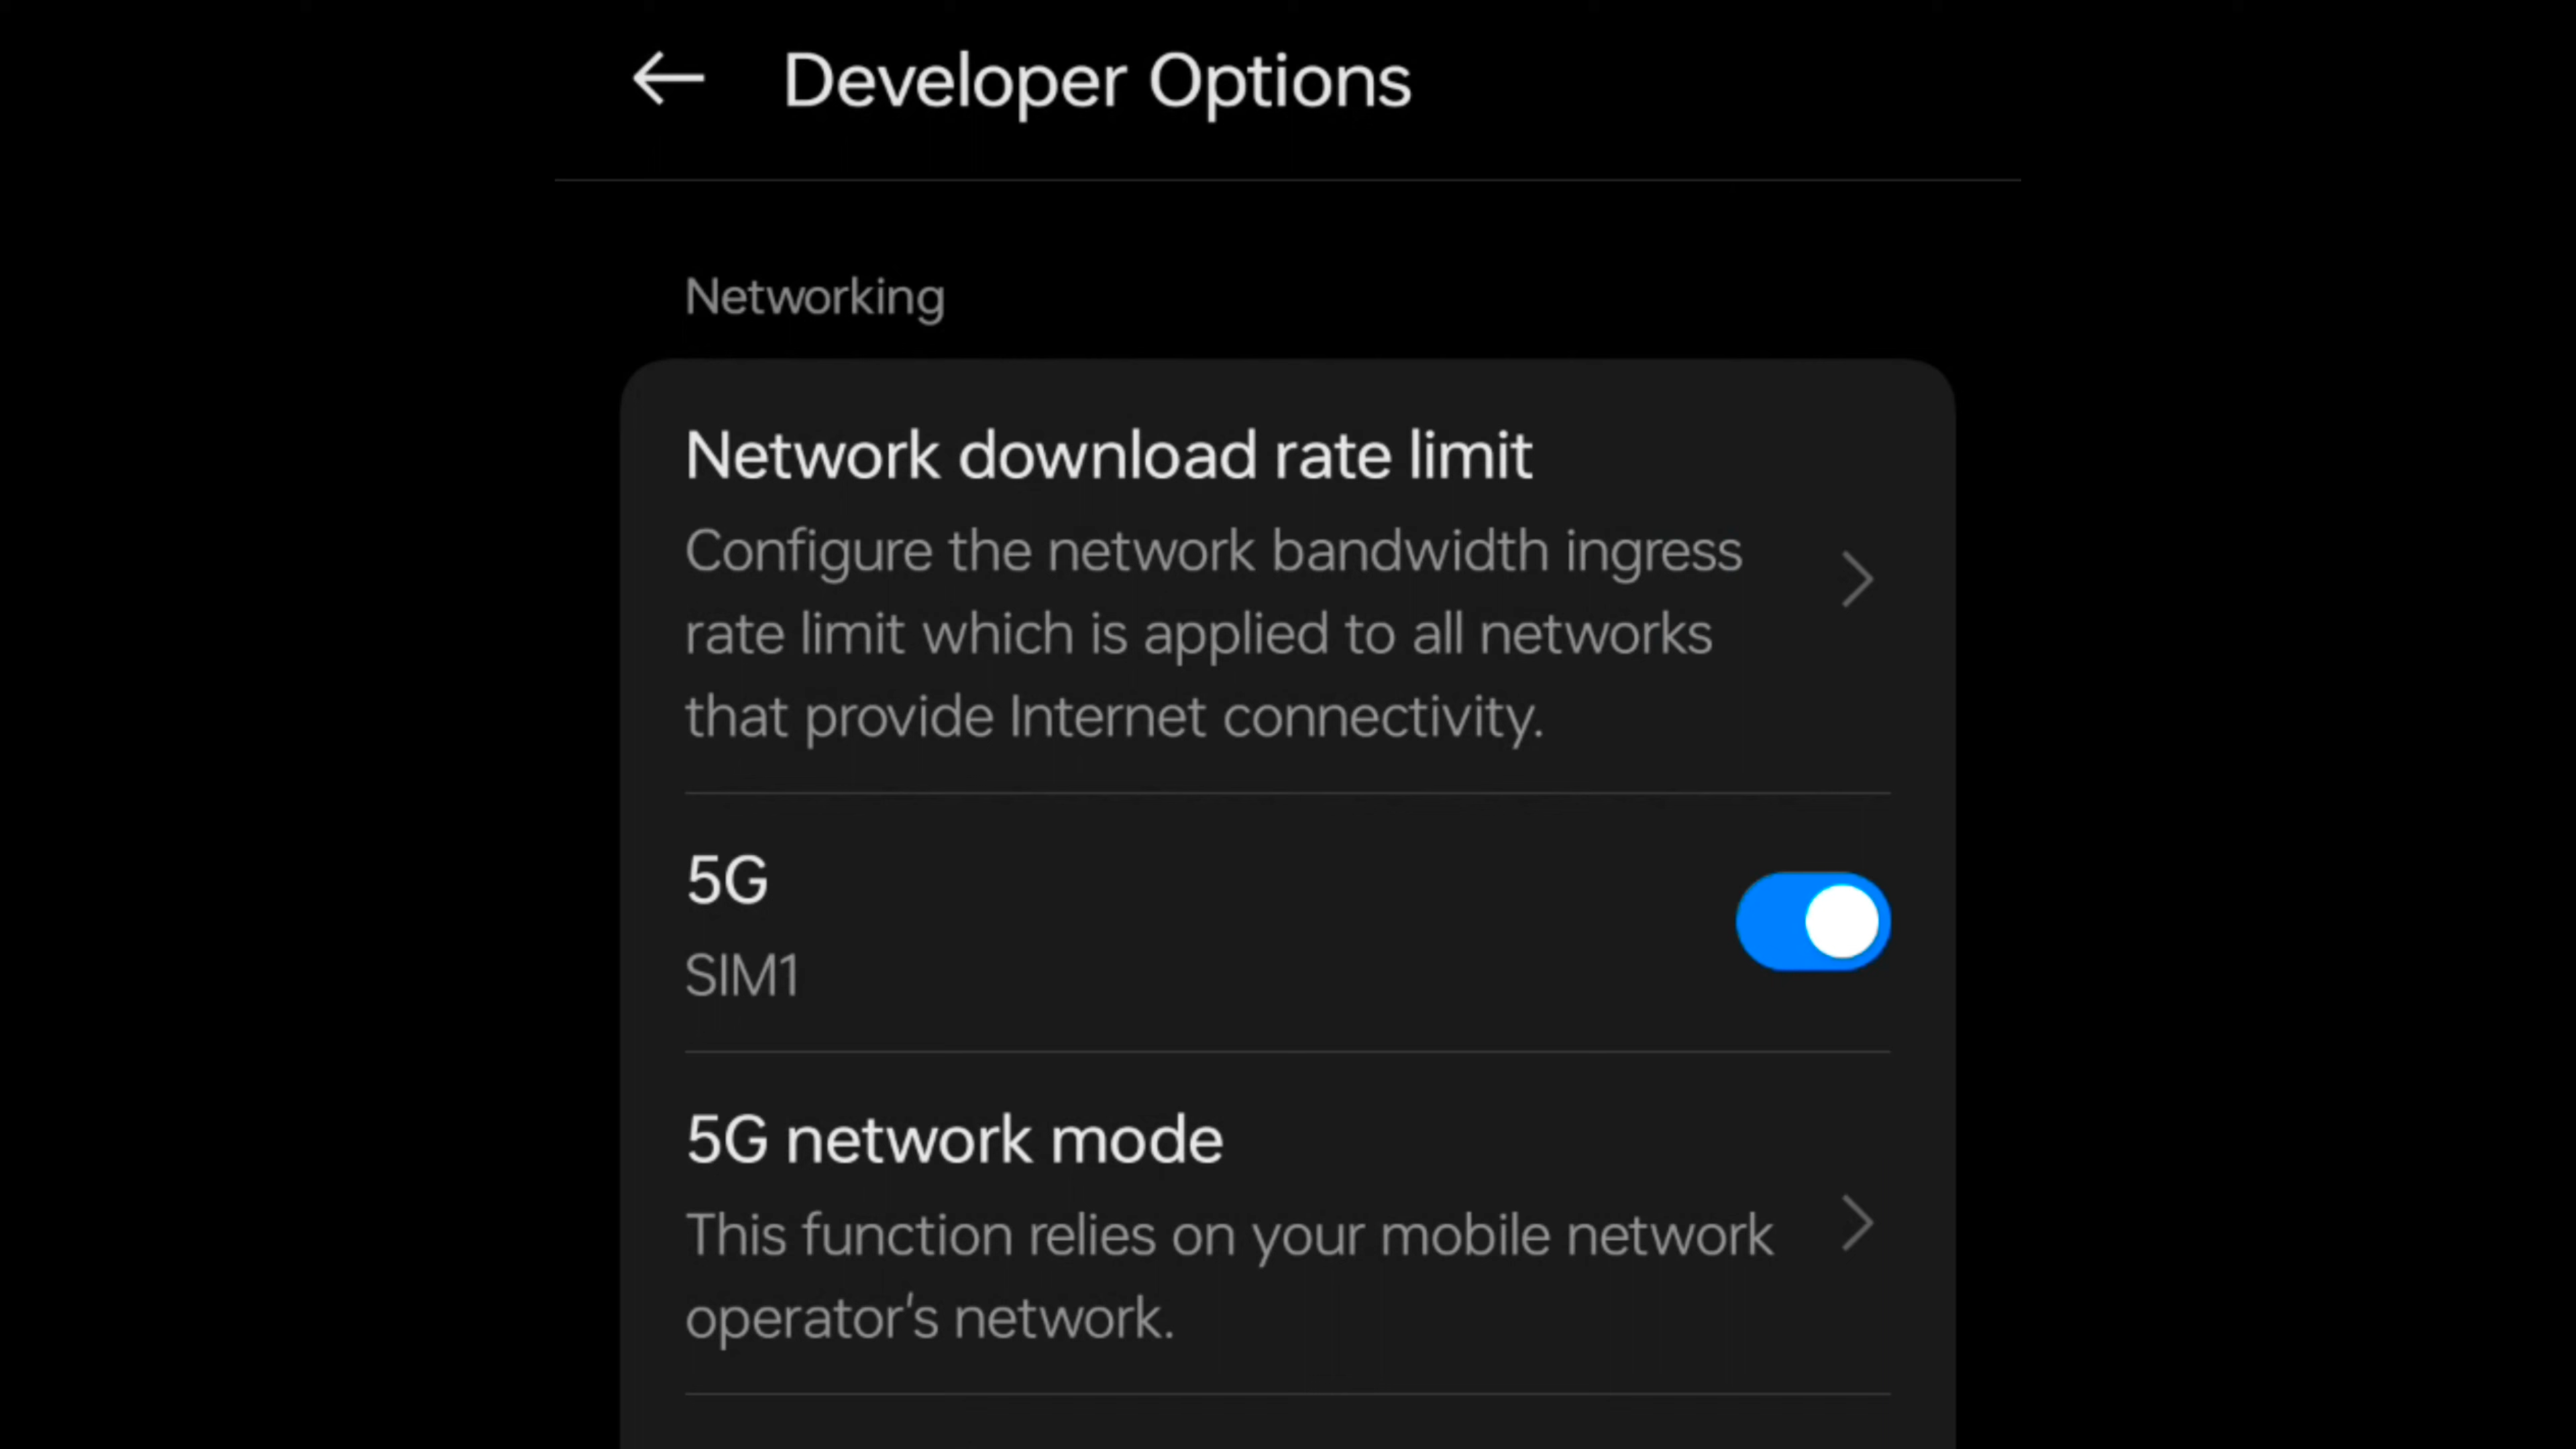 Developer Options
Networking
Network download rate limit
Configure the network bandwidth ingress
rate limit which is applied to all networks
that provide Internet connectivity.
5G
SIM1
5G network mode
This function relies on your mobile network
operator's network.